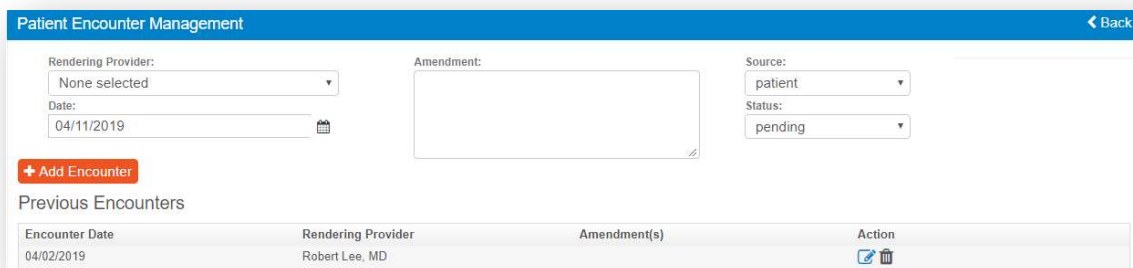 Patient Encounter Management
Back
Rendering Provider:
None selected
Date:
04/11/2019
Amendment:
Source:
patient
Status:
pending
+ Add Encounter
Previous Encounters
Encounter Date Rendering Provider Amendment(s) Action
04/02/2019 Robert Lee, MD